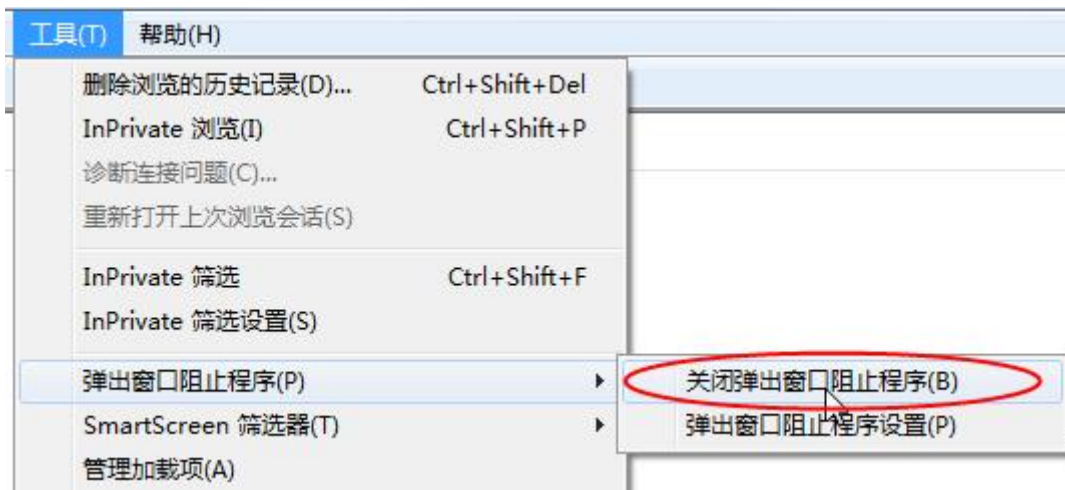 工具(T) 帮助(H)
删除浏览的历史记录(D)... Ctrl+Shift+Del
InPrivate 浏览(I) Ctrl+Shift+P
诊断连接问题(C)...
重新打开上次浏览会话(S)
InPrivate 筛选 Ctrl+Shift+F
InPrivate 筛选设置(S)
弹出窗口阻止程序(P) 关闭弹出窗口阻止程序(B)
SmartScreen 筛选器(T) 弹出窗口阻止程序设置(P)
管理加载项(A)